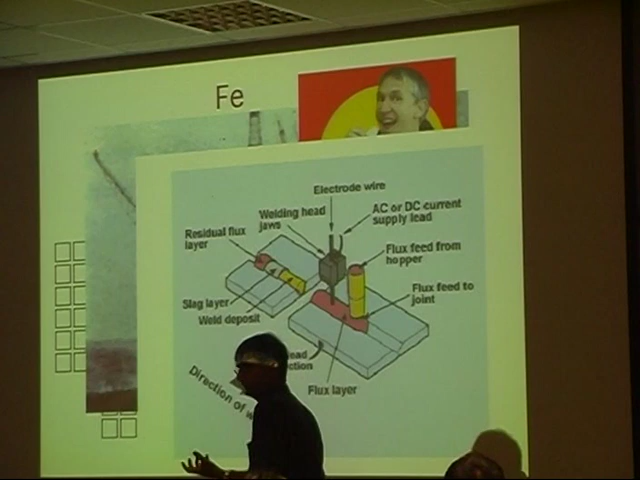 Fe
Electrode wire
Welding head
jaws
AC or DC current
supply lead
Residual flux
layer
Flux feed from
hopper
Flux feed to
joint
Slag layer
Weld deposit
Flux layer
Direction of